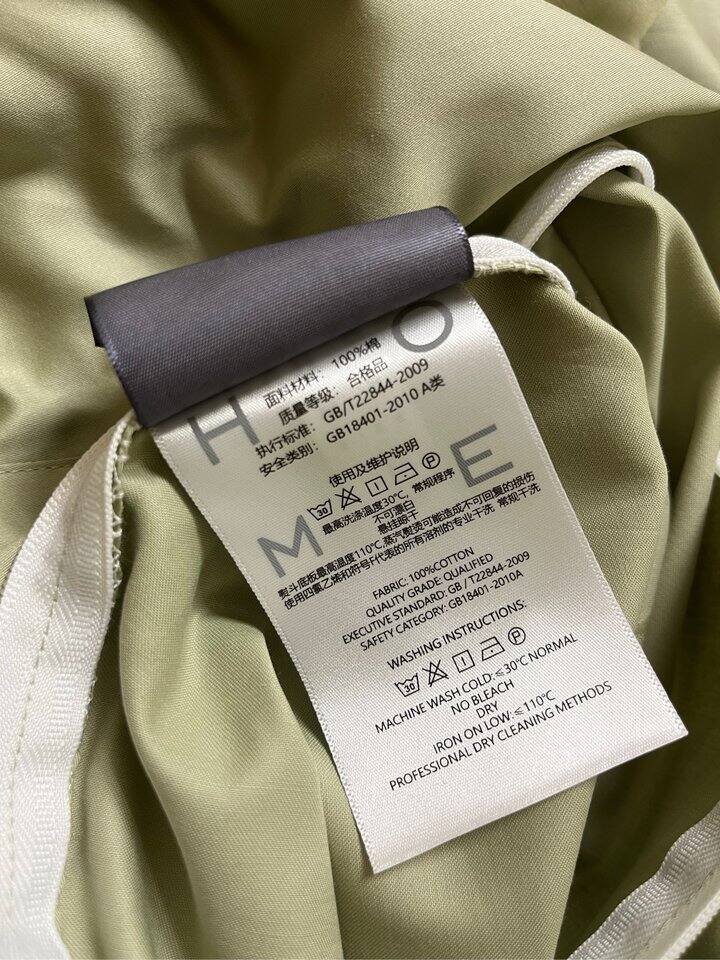 HOME
面料材料：100%棉
质量等级：合格品
执行标准：GB/T22844-2009
安全类别：GB18401-2010 A类
使用及维护说明
30 P
最高洗涤温度30℃, 常规程序
不可漂白
悬挂晾干
熨斗底板最高温度110℃,蒸汽熨烫可能造成不可回复的损伤
使用四氯乙烯和符号F代表的所有溶剂的专业干洗 常规干洗
FABRIC: 100%COTTON
QUALITY GRADE: QUALIFIED
EXECUTIVE STANDARD: GB /T22844-2009
SAFETY CATEGORY: GB18401-2010A
WASHING INSTRUCTIONS:
30 P
MACHINE WASH COLD:≤30℃ NORMAL
NO BLEACH
DRY
IRON ON LOW:≤110℃
PROFESSIONAL DRY CLEANING METHODS